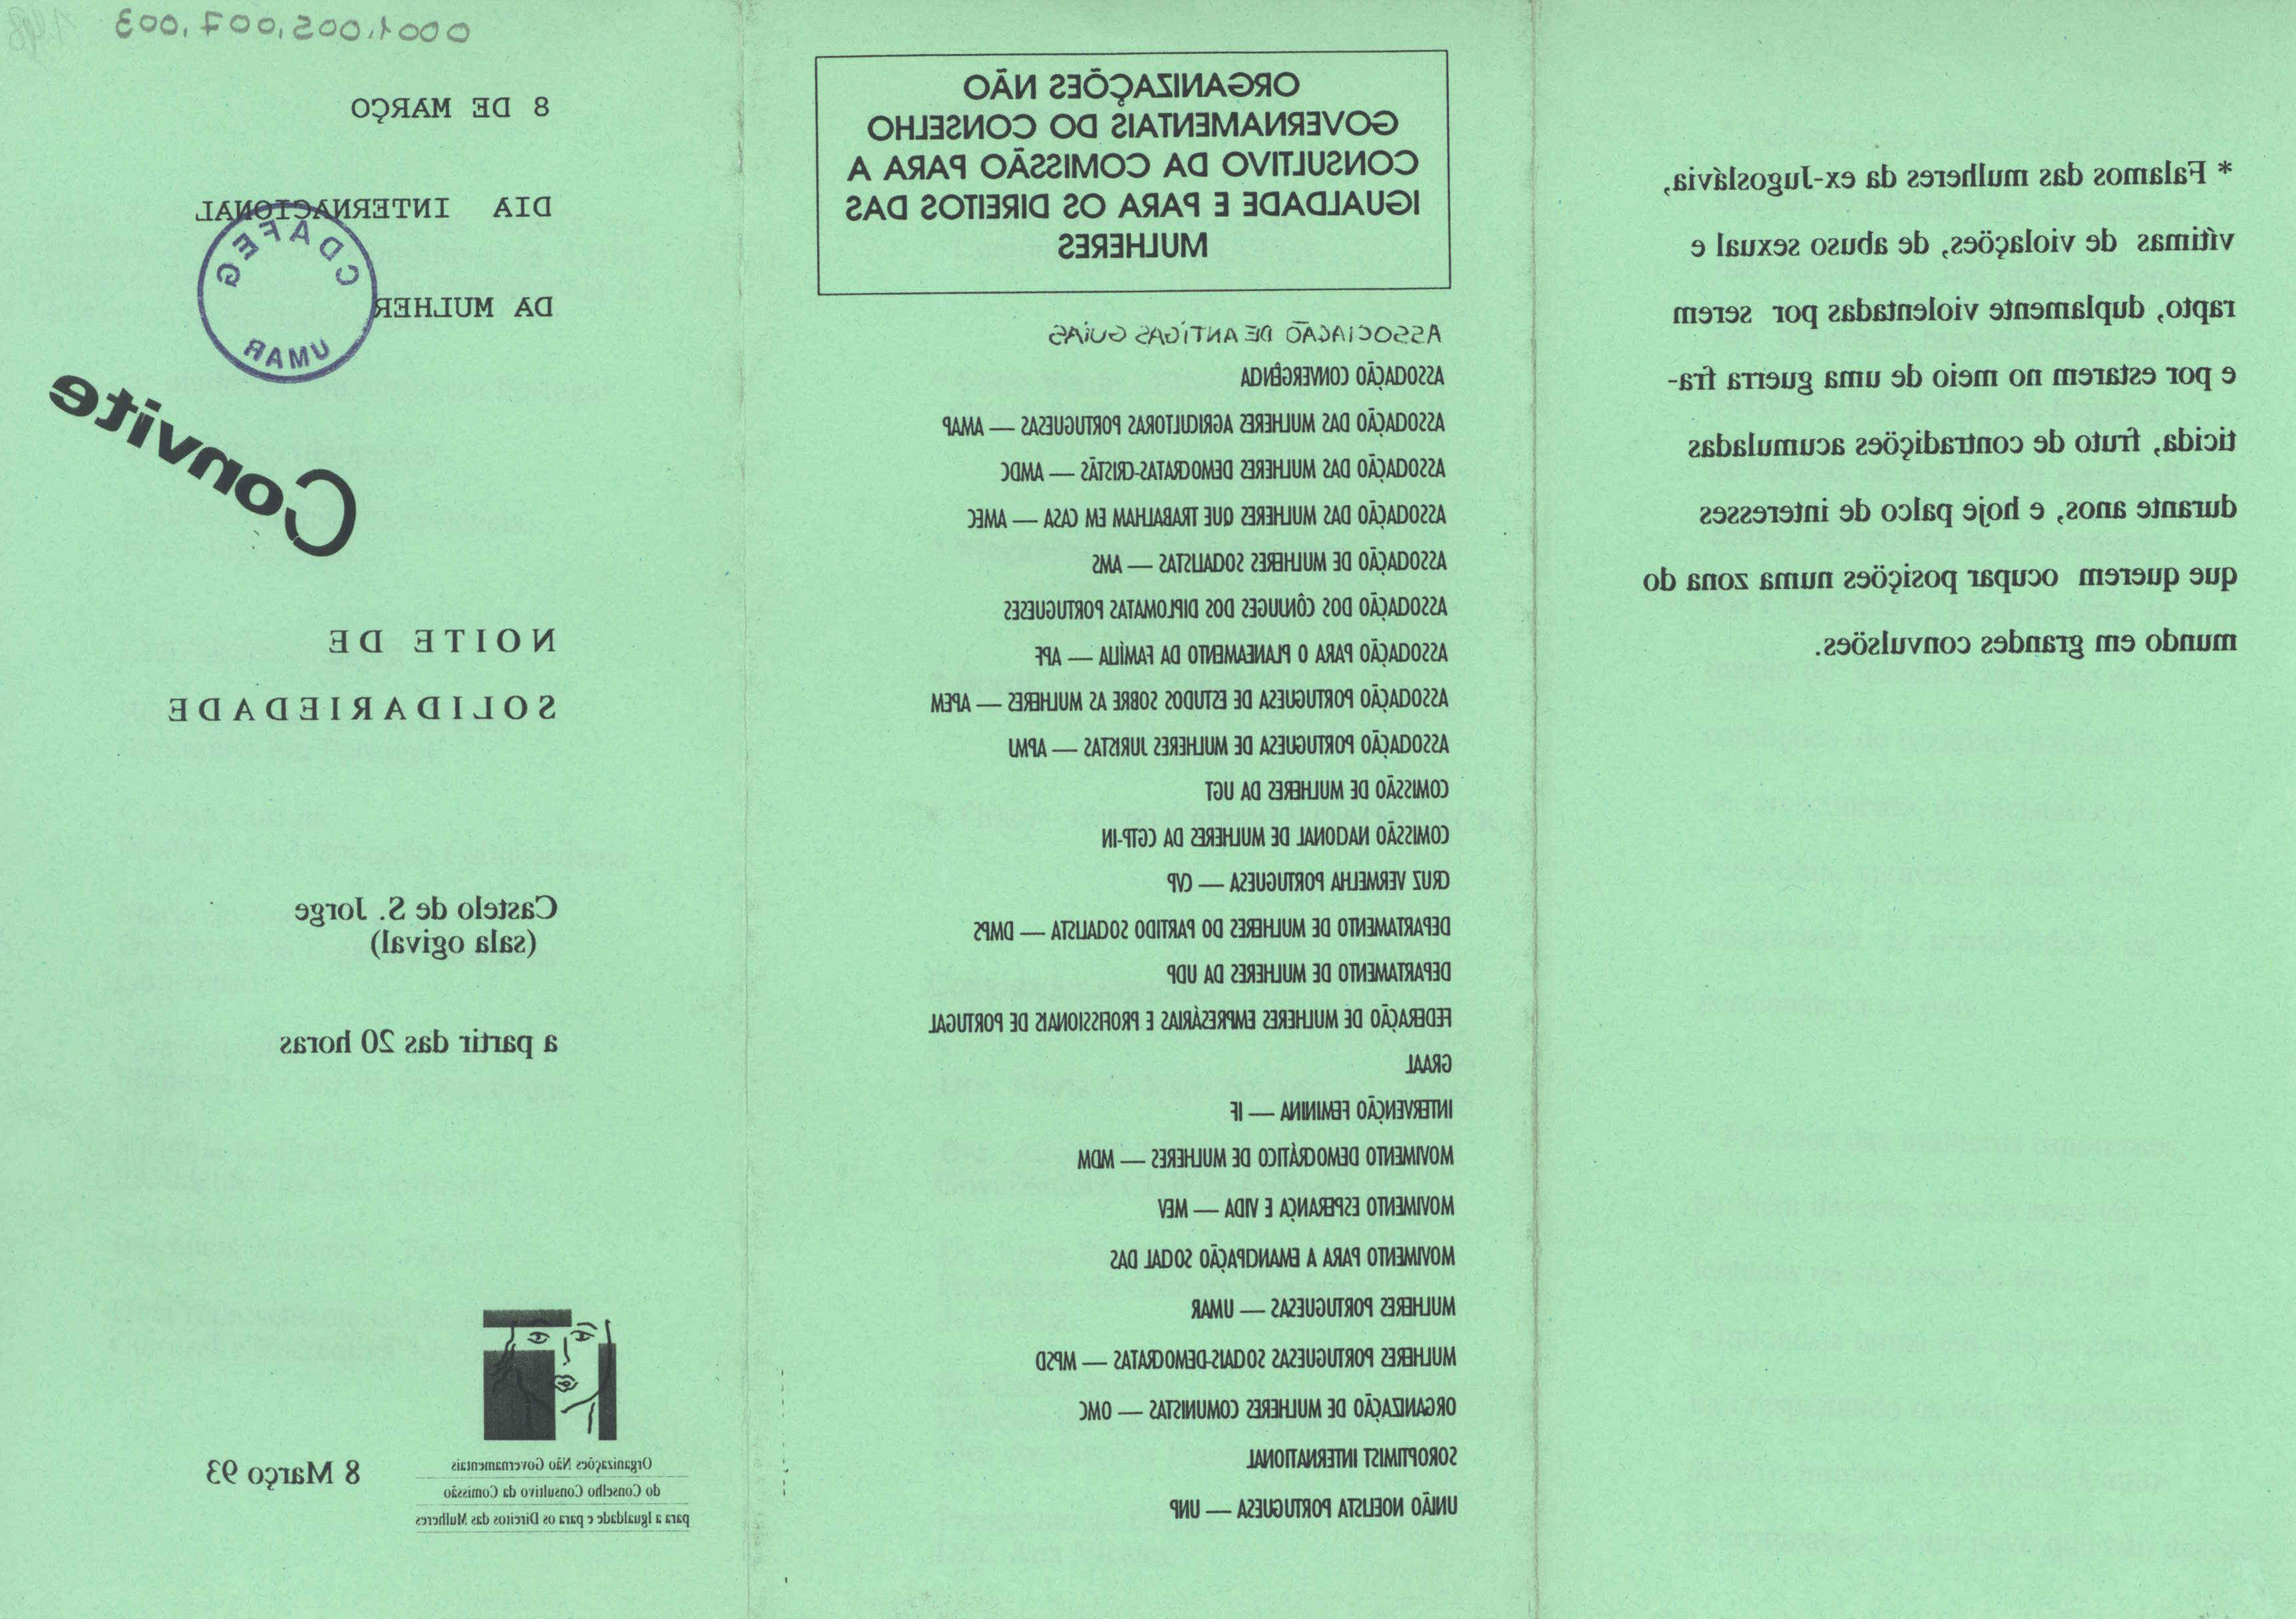 * Falamos das mulheres da ex-Jugoslávia,
vítimas de violações, de abuso sexual e
rapto, duplamente violentadas por serem
e por estarem no meio de uma guerra fra-
ticida, fruto de contradições acumuladas
durante anos, e hoje palco de interesses
que querem ocupar posições numa zona do
mundo em grandes convulsões.
ORGANIZAÇÕES NÃO
GOVERNAMENTAIS DO CONSELHO
CONSULTIVO DA COMISSÃO PARA A
IGUALDADE E PARA OS DIREITOS DAS
MULHERES
ASSOCIAÇÃO DE ANTIGAS GUIAS
ASSOCIAÇÃO CONVERGÊNCIA
ASSOCIAÇÃO DAS MULHERES AGRICULTORAS PORTUGUESAS — AMAP
ASSOCIAÇÃO DAS MULHERES DEMOCRATAS-CRISTÃS — AMDC
ASSOCIAÇÃO DAS MULHERES QUE TRABALHAM EM CASA — AMEC
ASSOCIAÇÃO DE MULHERES SOCIALISTAS — AMS
ASSOCIAÇÃO DOS CÔNJUGES DOS DIPLOMATAS PORTUGUESES
ASSOCIAÇÃO PARA O PLANEAMENTO DA FAMÍLIA — APF
ASSOCIAÇÃO PORTUGUESA DE ESTUDOS SOBRE AS MULHERES — APEM
ASSOCIAÇÃO PORTUGUESA DE MULHERES JURISTAS — APMJ
COMISSÃO DE MULHERES DA UGT
COMISSÃO NACIONAL DE MULHERES DA CGTP-IN
CRUZ VERMELHA PORTUGUESA — CVP
DEPARTAMENTO DE MULHERES DO PARTIDO SOCIALISTA — DMPS
DEPARTAMENTO DE MULHERES DA UDP
FEDERAÇÃO DE MULHERES EMPRESÁRIAS E PROFISSIONAIS DE PORTUGAL
GRAAL
INTERVENÇÃO FEMININA — IF
MOVIMENTO DEMOCRÁTICO DE MULHERES — MDM
MOVIMENTO ESPERANÇA E VIDA — MEV
MOVIMENTO PARA A EMANCIPAÇÃO SOCIAL DAS
MULHERES PORTUGUESAS — UMAR
MULHERES PORTUGUESAS SOCIAIS-DEMOCRATAS — MPSD
ORGANIZAÇÃO DE MULHERES COMUNISTAS — OMC
SOROPTIMIST INTERNATIONAL
UNIÃO NOELISTA PORTUGUESA — UNP
0001.005,007,003
198
8 DE MARÇO
DIA INTERNACIONAL
DA MULHER
CDAFEG
UMAR
Convite
NOITE DE
SOLIDARIEDADE
Castelo de S. Jorge
(sala ogival)
a partir das 20 horas
Organizações Não Governamentais
do Conselho Consultivo da Comissão
para a Igualdade e para os Direitos das Mulheres
8 Março 93